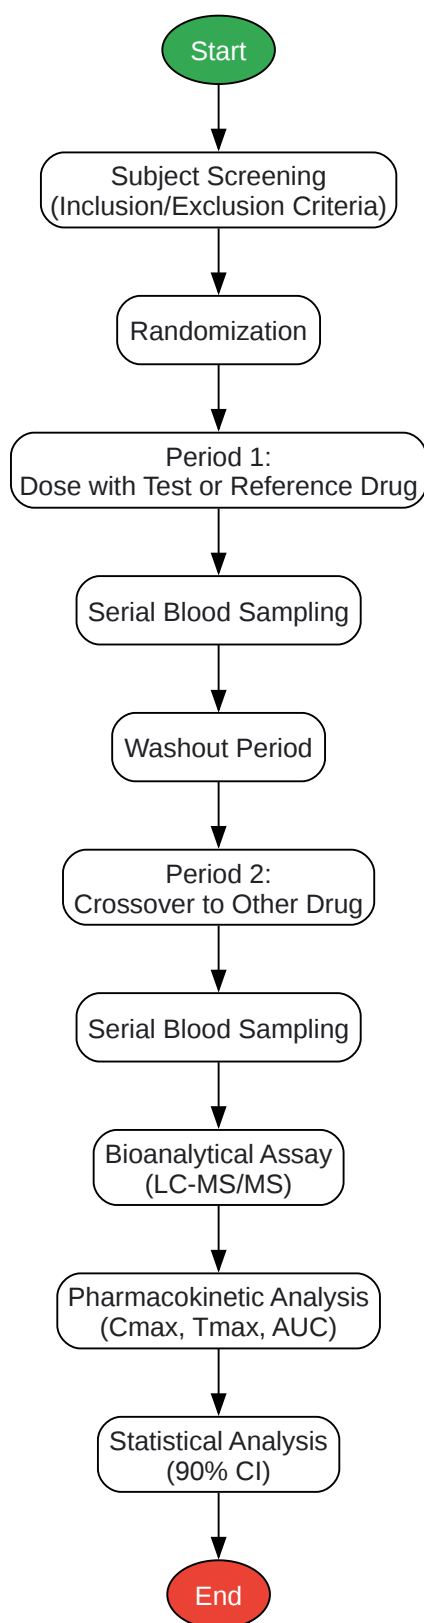 Start
Subject Screening
(Inclusion/Exclusion Criteria)
Randomization
Period 1:
Dose with Test or Reference Drug
Serial Blood Sampling
Washout Period
Period 2:
Crossover to Other Drug
Serial Blood Sampling
Bioanalytical Assay
(LC-MS/MS)
Pharmacokinetic Analysis
(Cmax, Tmax, AUC)
Statistical Analysis
(90% CI)
End